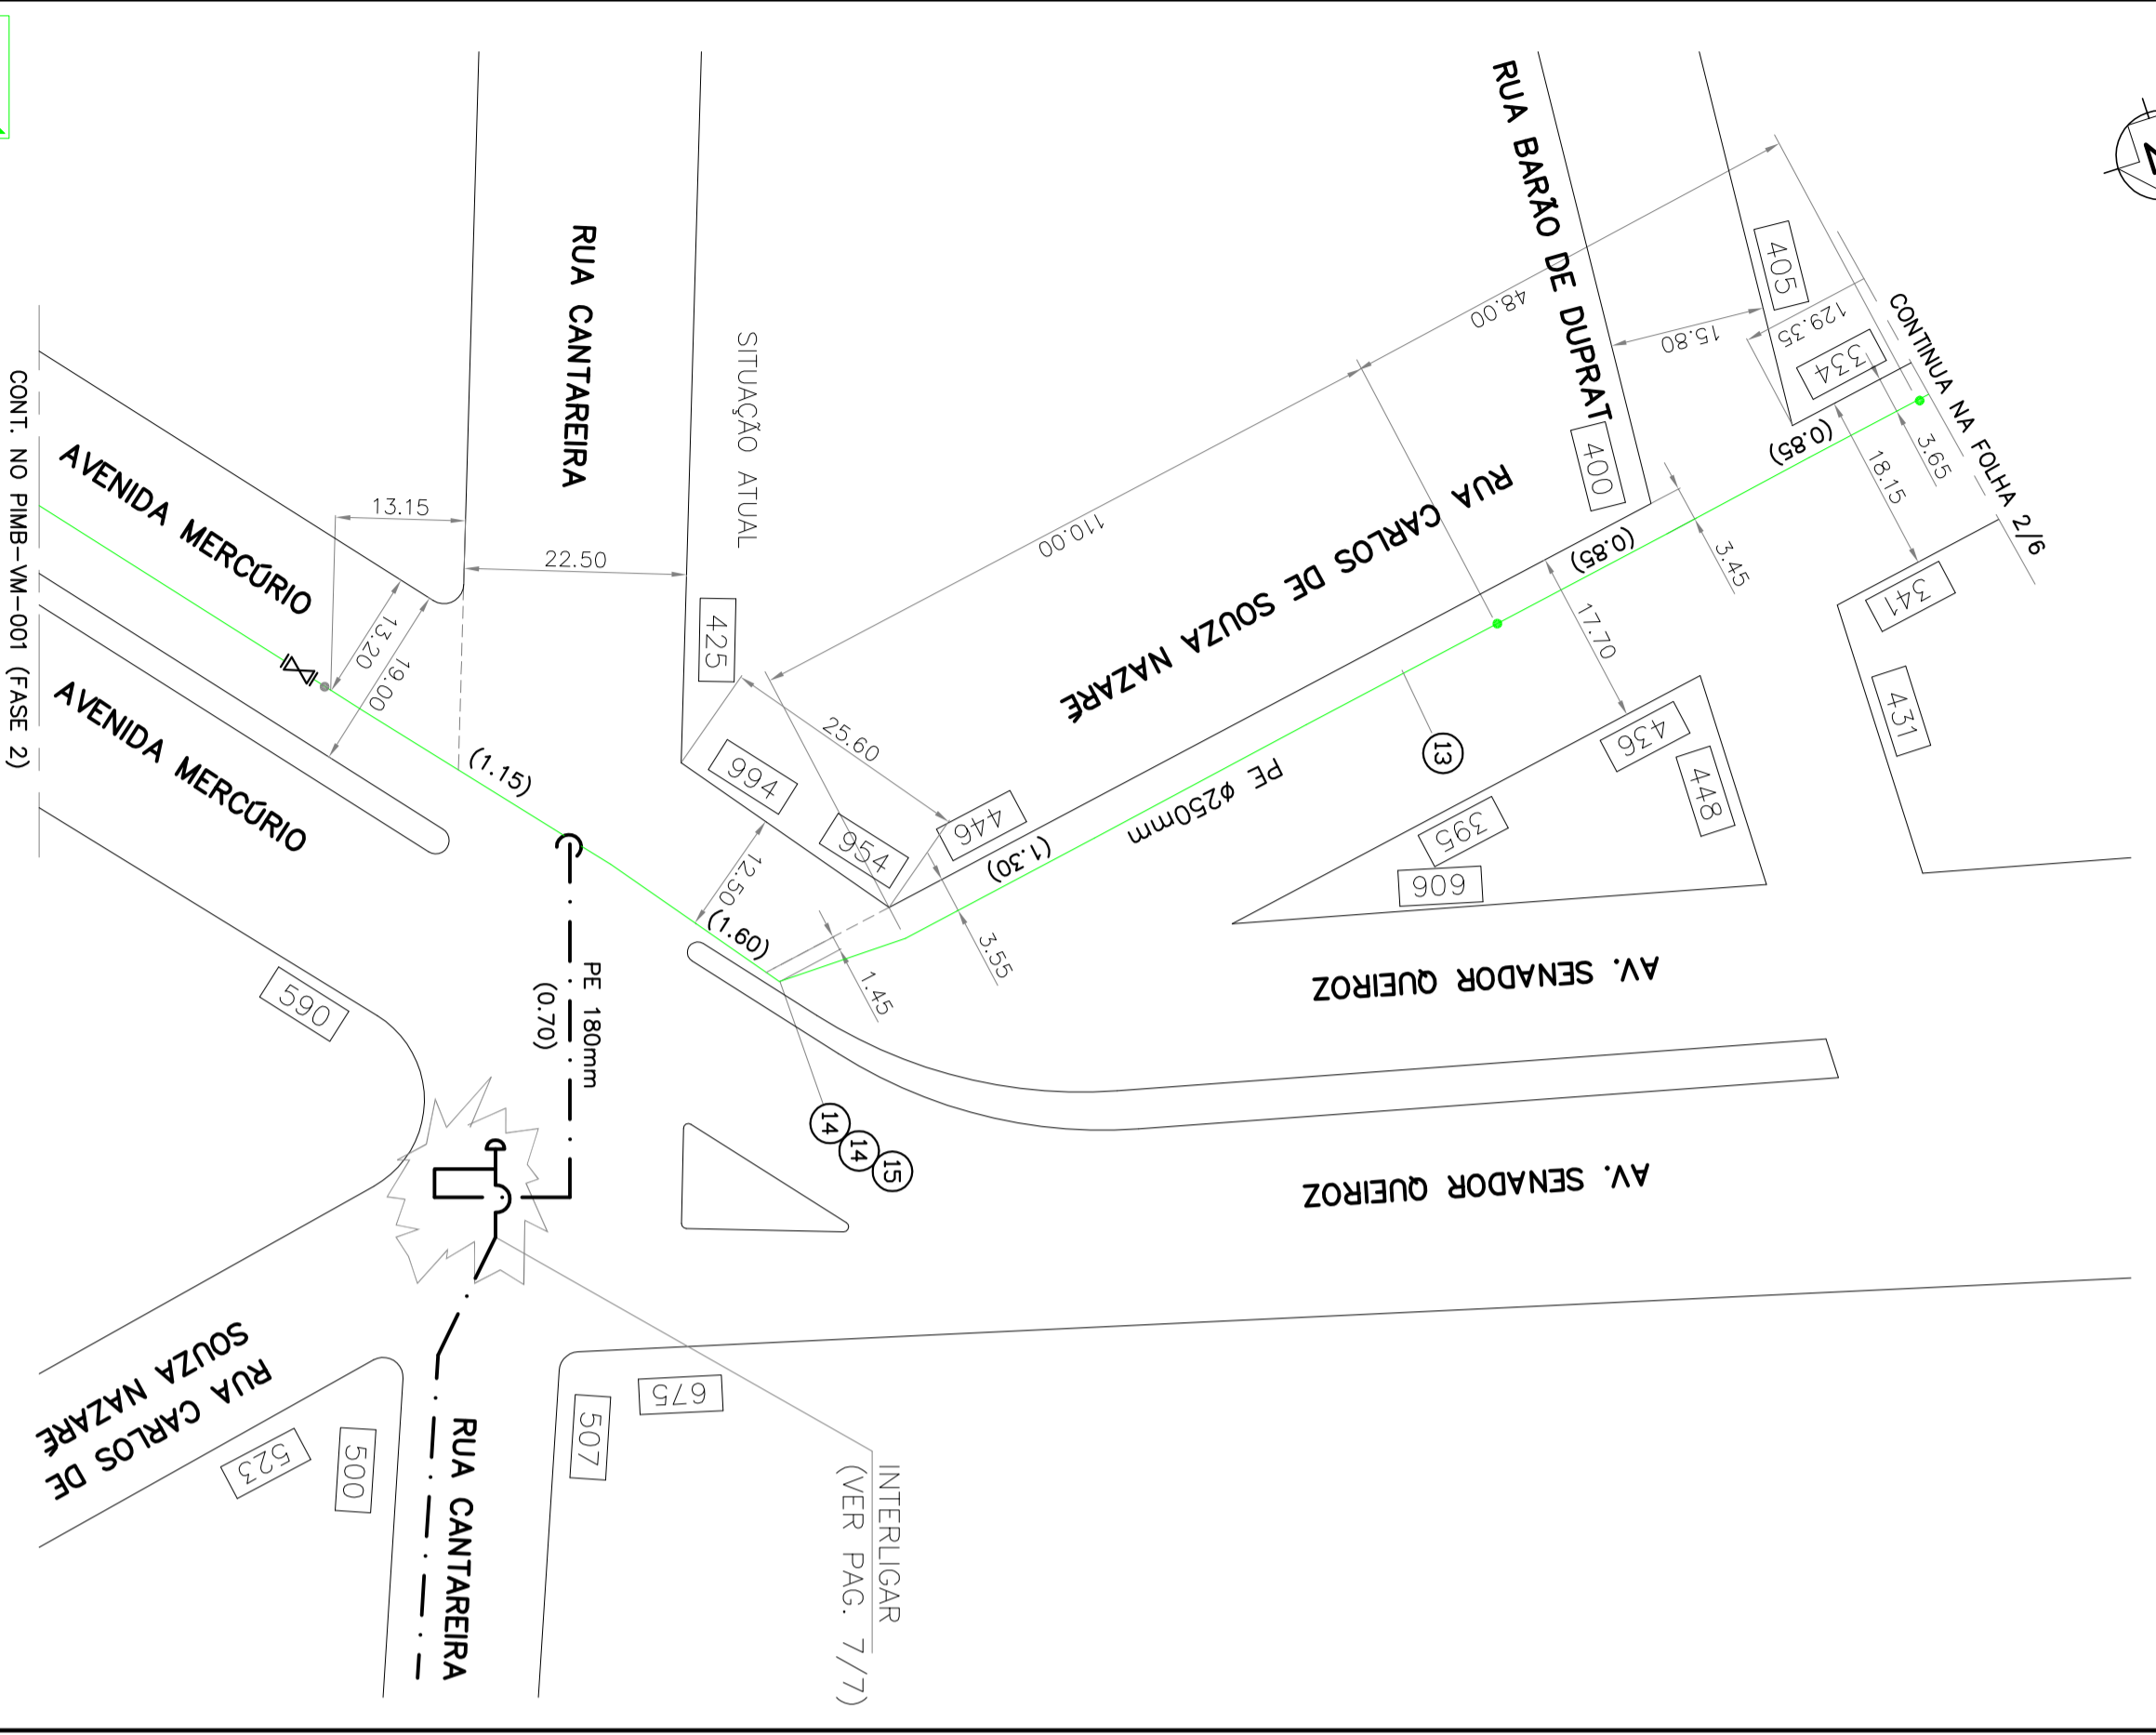 N
RUA BARÃO DE DUPRAT
405
129.35
334
CONTINUA NA FOLHA 2/6
48.00
15.80
3.65
18.15
(0.85)
RUA CANTAREIRA
SITUAÇÃO ATUAL
400
RUA CARLOS DE SOUZA NAZARÉ
110.00
(0.85)
3.45
341
17.70
431
436
448
13
395
606
PE ø250mm
AVENIDA MERCÚRIO
13.15
22.50
13.20
19.00
425
25.60
994
954
446
(1.30)
3.55
12.50
(1.60)
1.45
(1.15)
AVENIDA MERCÚRIO
CONT. NO PIMB-VM-001 (FASE 2)
AV. SENADOR QUEIROZ
AV. SENADOR QUEIROZ
590
PE 180mm
(0.70)
14
14
15
RUA CARLOS DE
SOUZA NAZARÉ
523
500
RUA CANTAREIRA
507
675
INTERLIGAR
(VER PAG. 7/7)